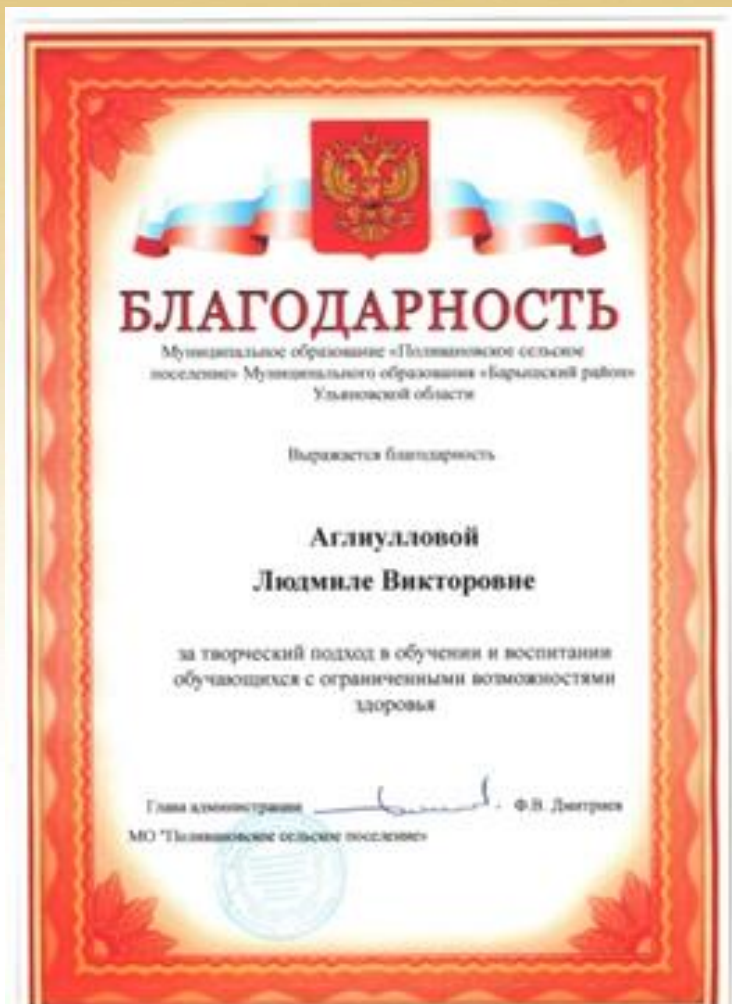 БЛАГОДАРНОСТЬ
Муниципальное образование «Поливановское сельское
поселение» Муниципального образования «Барышский район»
Ульяновской области
Выражается благодарность
Аглиулловой
Людмиле Викторовне
за творческий подход в обучении и воспитании
обучающихся с ограниченными возможностями
здоровья
Глава администрации Ф.В. Дмитриев
МО "Поливановское сельское поселение»